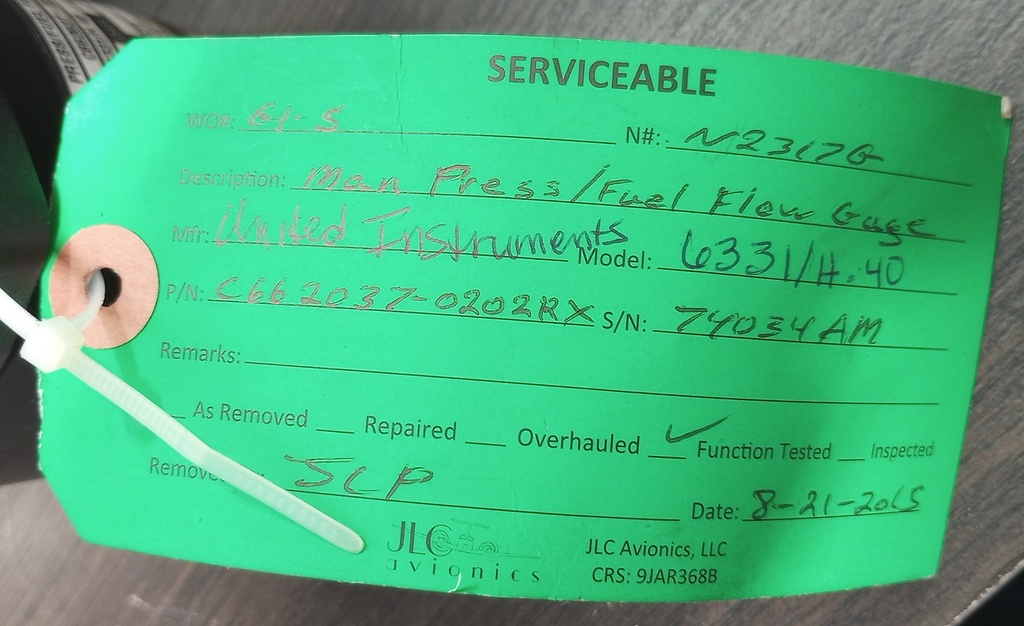 SERVICEABLE
WO#: 61-5 N#: N2317G
Description: Man Press/Fuel Flow Gage
Mfr: United Instruments Model: 6331/H.40
P/N: C662037-0202RX S/N: 74034AM
Remarks:
As Removed Repaired Overhauled ✓ Function Tested Inspected
JCP
Date: 8-21-2015
JLC avionics
JLC Avionics, LLC
CRS: 9JAR368B